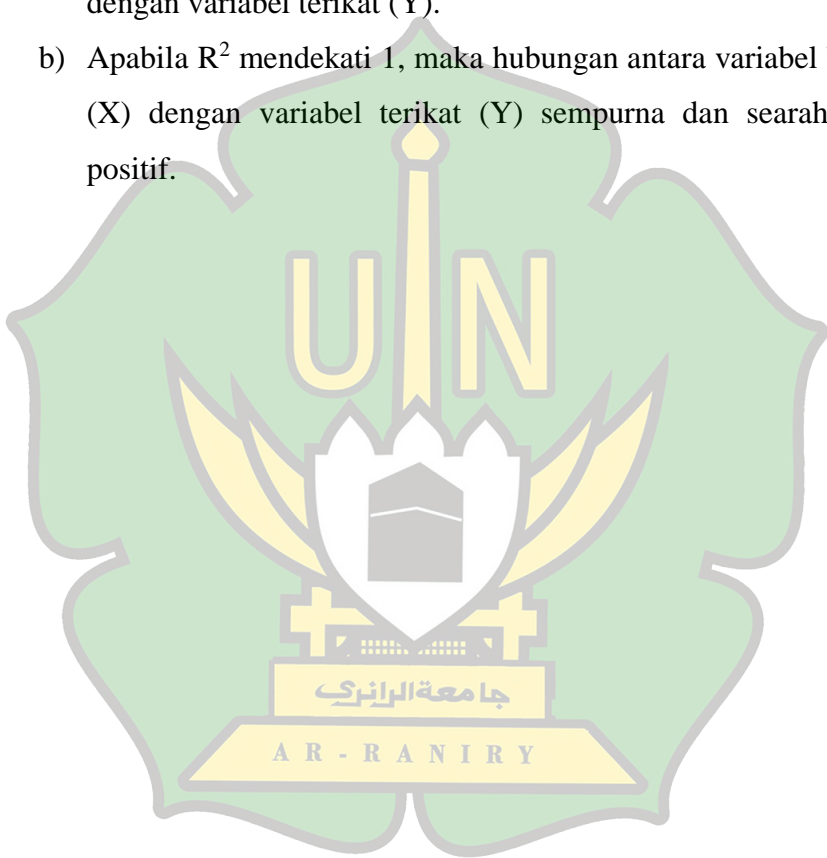 dengan variabel terikat (Y).
b) Apabila R² mendekati 1, maka hubungan antara variabel
(X) dengan variabel terikat (Y) sempurna dan searah
positif.
UIN
جامعة الرانري
AR-RANIRY